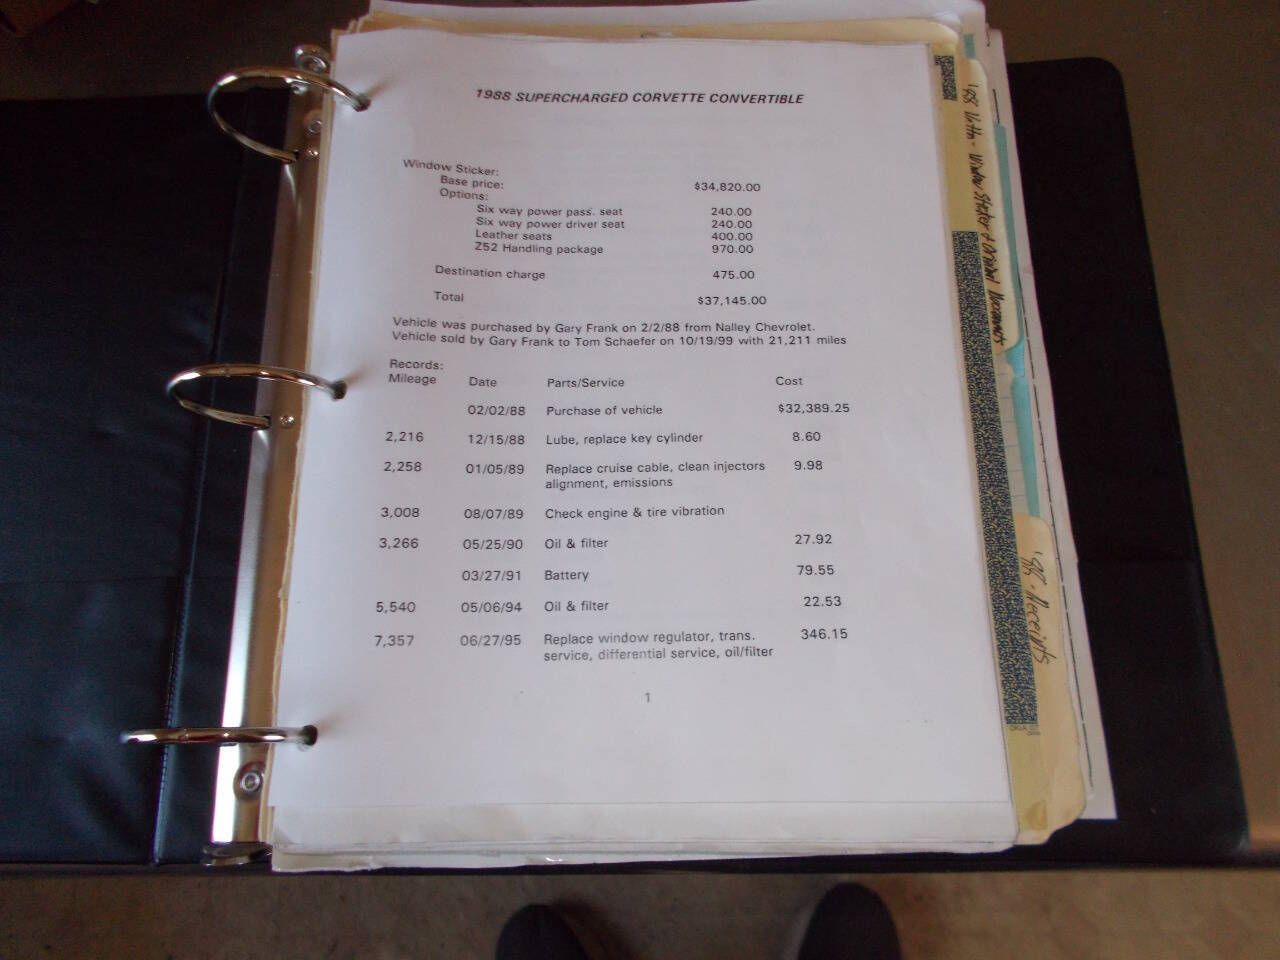 1988 SUPERCHARGED CORVETTE CONVERTIBLE
Window Sticker:
Base price: $34,820.00
Options:
Six way power pass. seat 240.00
Six way power driver seat 240.00
Leather seats 400.00
Z52 Handling package 970.00
Destination charge 475.00
Total $37,145.00
Vehicle was purchased by Gary Frank on 2/2/88 from Nalley Chevrolet.
Vehicle sold by Gary Frank to Tom Schaefer on 10/19/99 with 21,211 miles
Records:
Mileage Date Parts/Service Cost
02/02/88 Purchase of vehicle $32,389.25
2,216 12/15/88 Lube, replace key cylinder 8.60
2,258 01/05/89 Replace cruise cable, clean injectors 9.98
alignment, emissions
3,008 08/07/89 Check engine & tire vibration
3,266 05/25/90 Oil & filter 27.92
03/27/91 Battery 79.55
5,540 05/06/94 Oil & filter 22.53
7,357 06/27/95 Replace window regulator, trans. 346.15
service, differential service, oil/filter
1
'88 Vette - Window Sticker & Original Documents
'88 - Receipts